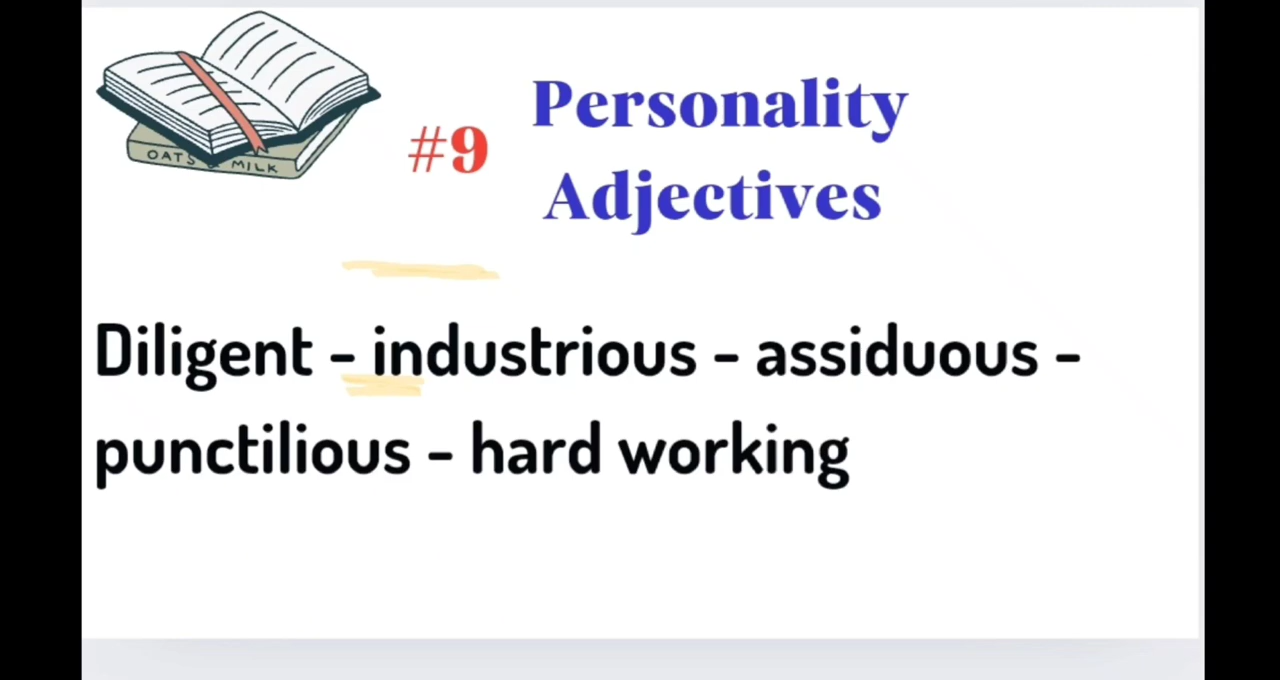 OATS & MILK
#9
Personality
Adjectives
Diligent - industrious - assiduous -
punctilious - hard working